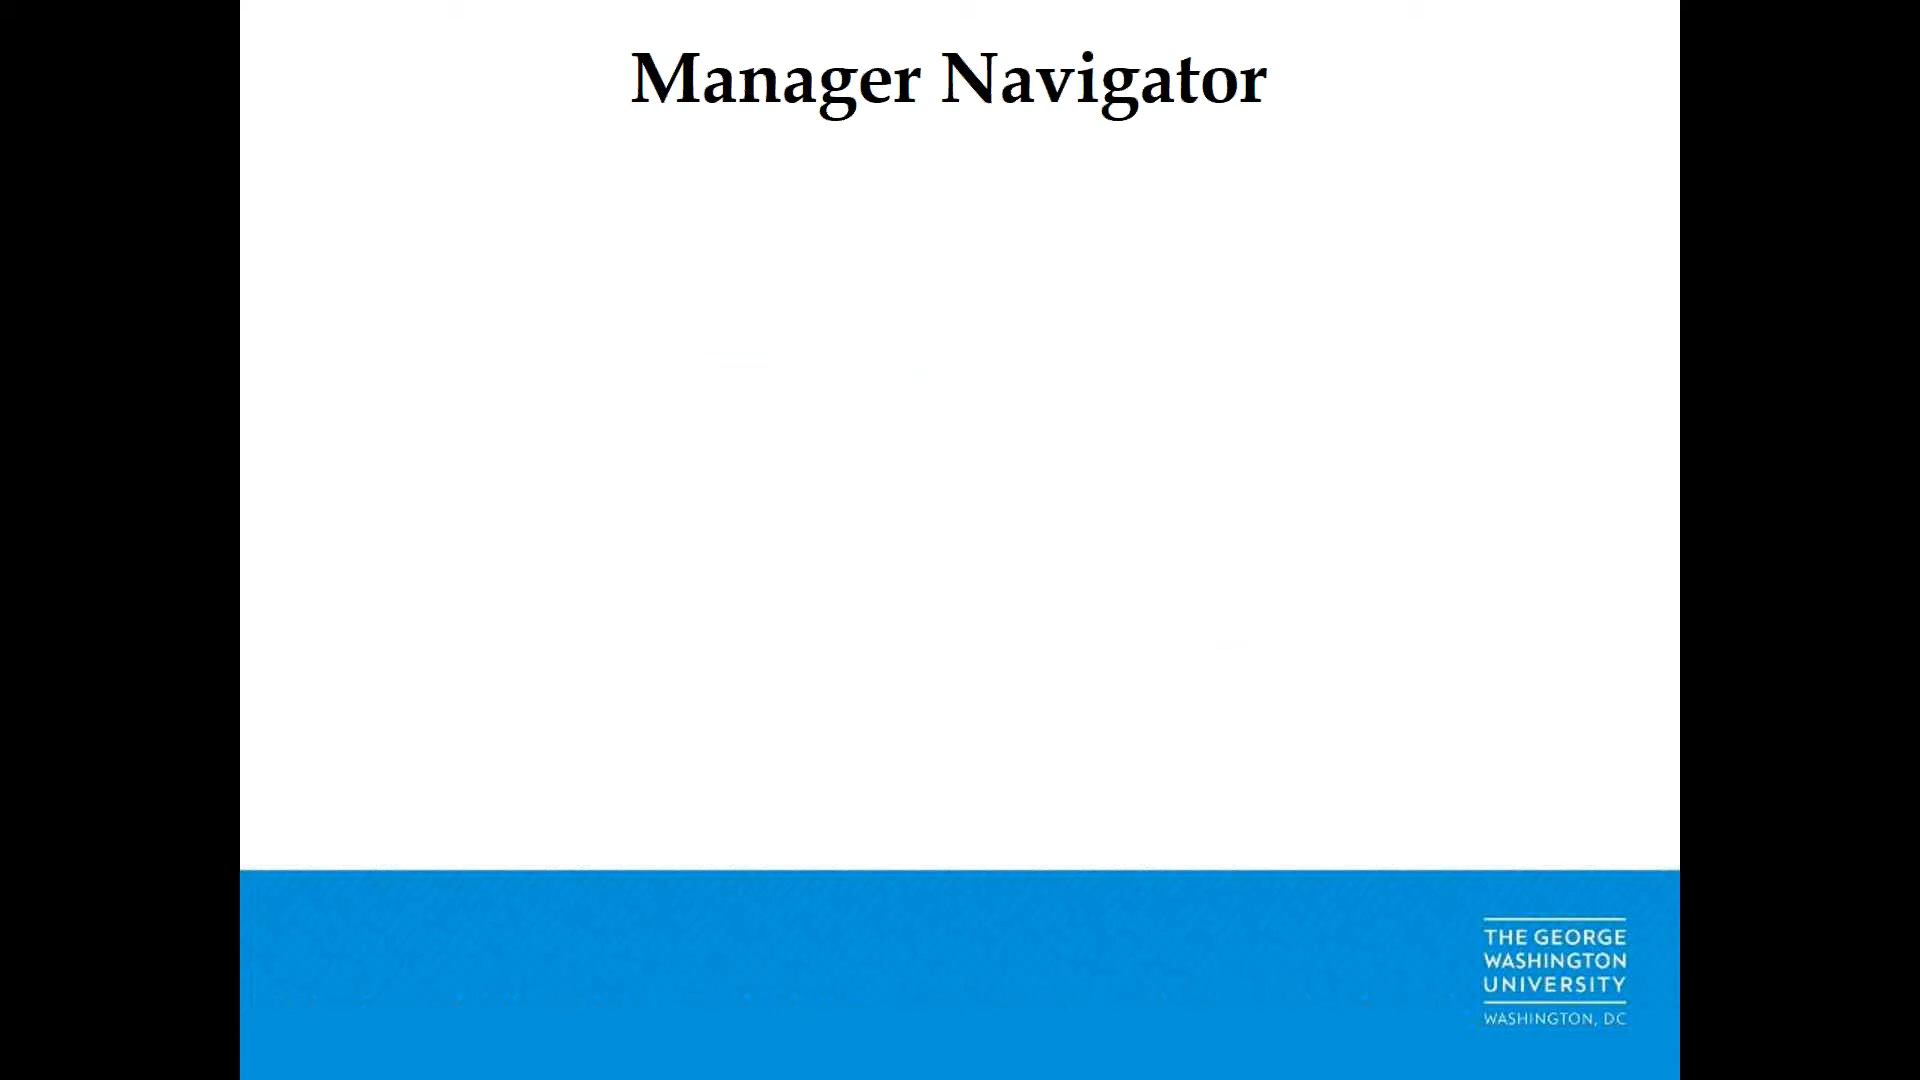 Manager Navigator
THE GEORGE
WASHINGTON
UNIVERSITY
WASHINGTON, DC